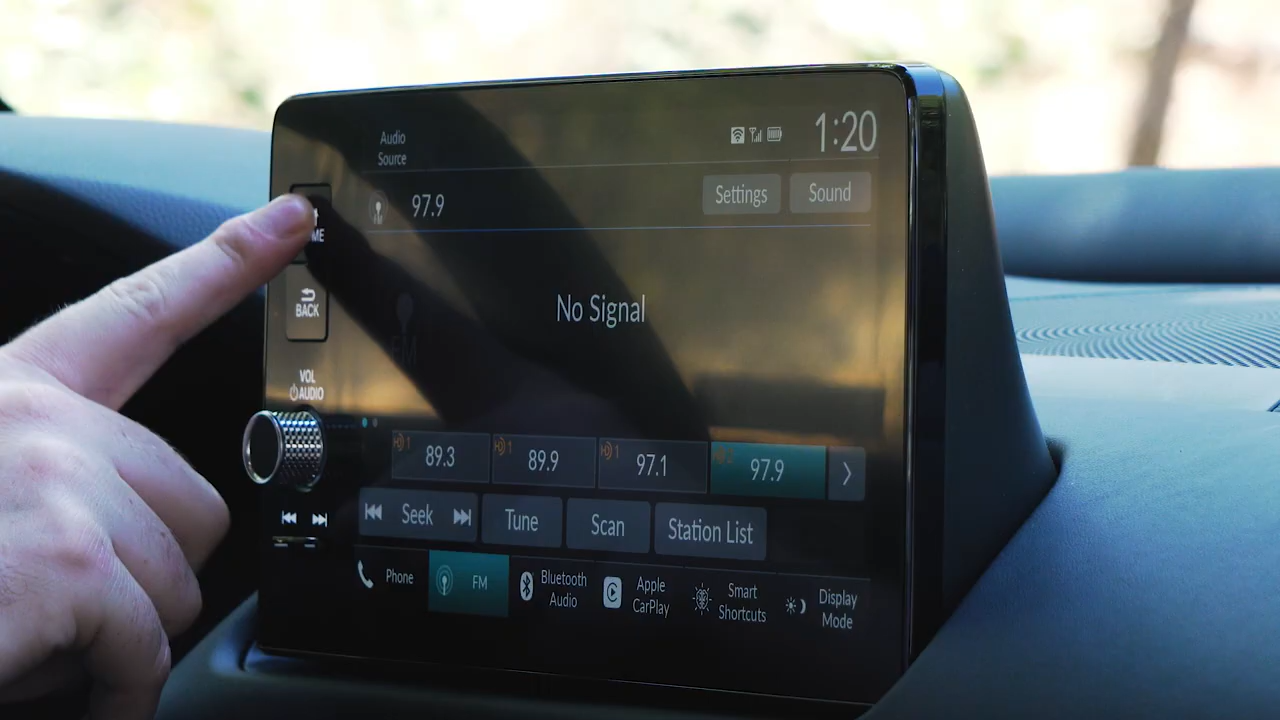 Audio
Source
1:20
97.9
Settings
Sound
BACK
No Signal
VOL
AUDIO
89.3
89.9
97.1
97.9
Seek
Tune
Scan
Station List
Phone
FM
Bluetooth
Audio
Apple
CarPlay
Smart
Shortcuts
Display
Mode